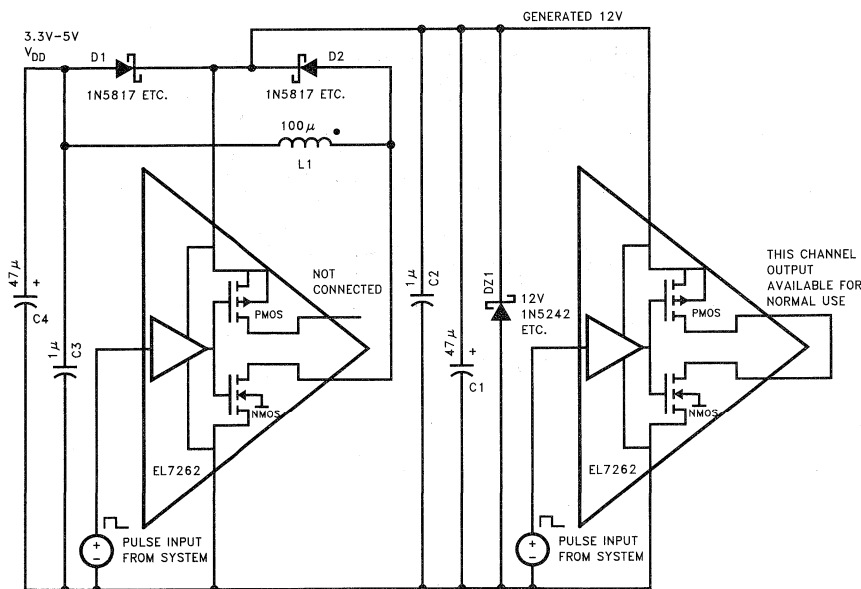 GENERATED 12V
3.3V-5V
VDD
D1
D2
1N5817 ETC.
1N5817 ETC.
100μ
L1
NOT
CONNECTED
THIS CHANNEL
OUTPUT
AVAILABLE FOR
NORMAL USE
47μ
+
C4
1μ
C3
PMOS
NMOS
EL7262
1μ
C2
47μ
+
C1
DZ1
12V
1N5242
ETC.
PMOS
NMOS
EL7262
+
−
PULSE INPUT
FROM SYSTEM
+
−
PULSE INPUT
FROM SYSTEM